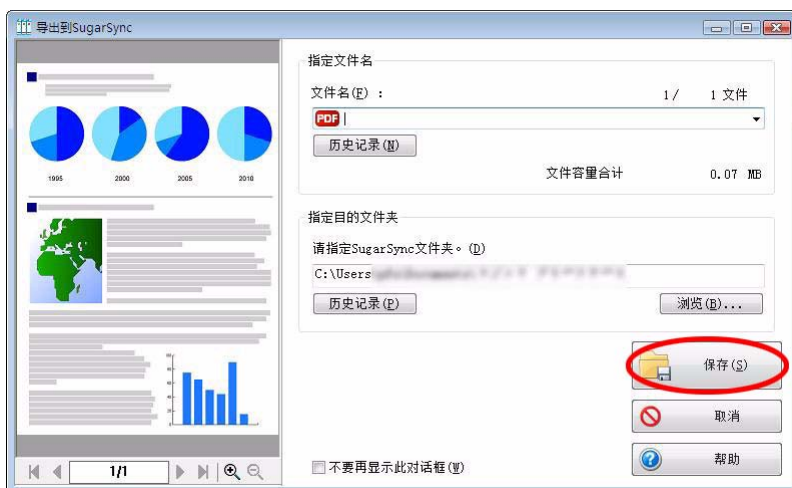 导出到SugarSync
指定文件名
文件名(F) :
1/ 1 文件
PDF
历史记录(N)
文件容量合计 0.07 MB
指定目的文件夹
请指定SugarSync文件夹。(D)
C:\Users
历史记录(P)
浏览(B)...
保存(S)
取消
帮助
不要再显示此对话框(W)
1995 2000 2005 2010
1/1